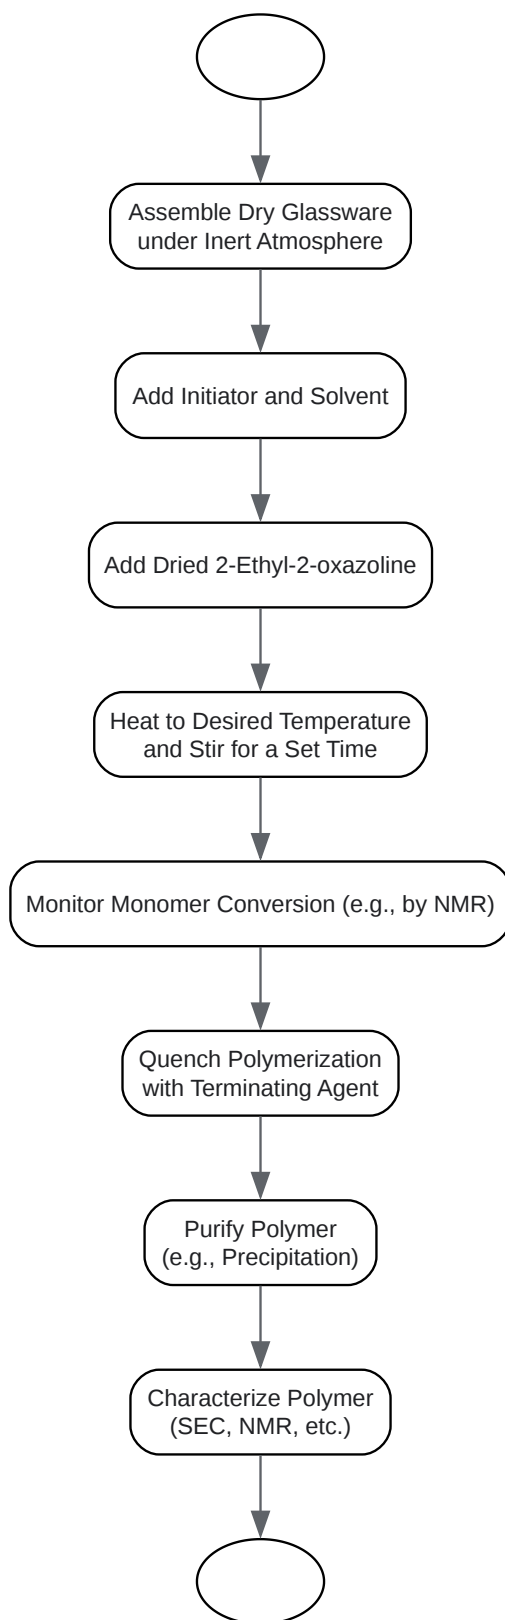 Assemble Dry Glassware
under Inert Atmosphere
Add Initiator and Solvent
Add Dried 2-Ethyl-2-oxazoline
Heat to Desired Temperature
and Stir for a Set Time
Monitor Monomer Conversion (e.g., by NMR)
Quench Polymerization
with Terminating Agent
Purify Polymer
(e.g., Precipitation)
Characterize Polymer
(SEC, NMR, etc.)